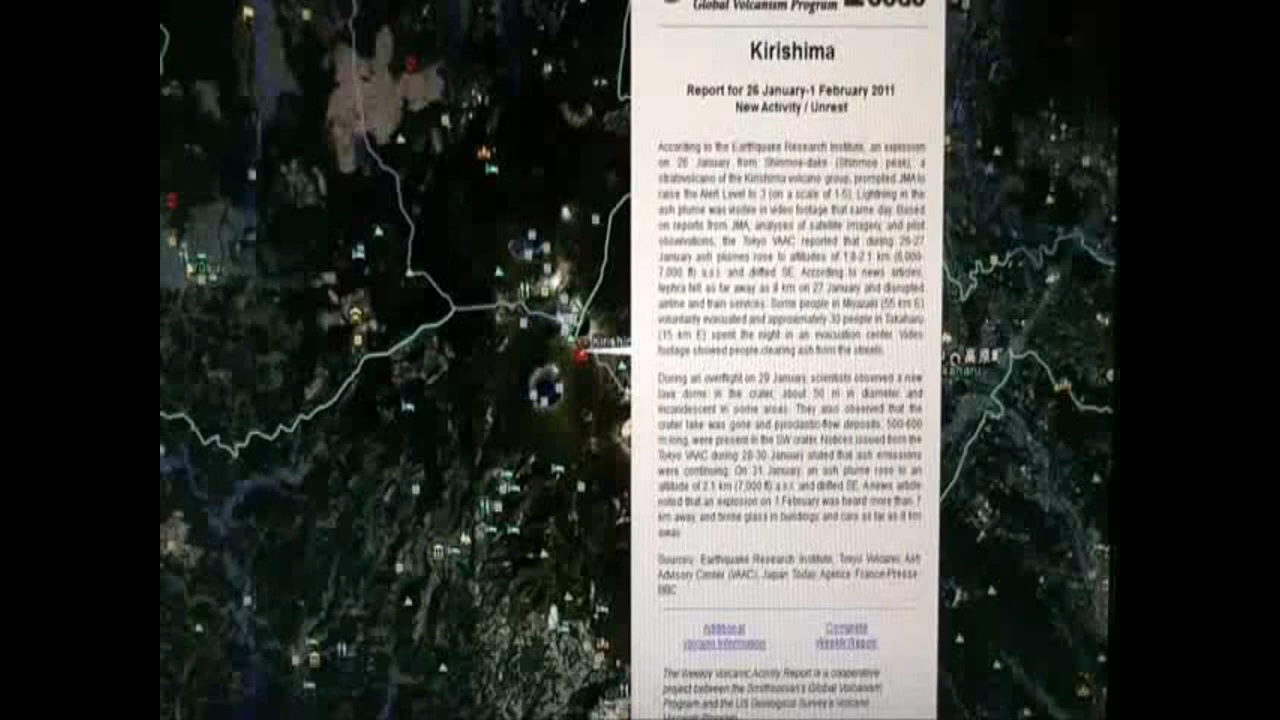 Global Volcanism Program USGS
Kirishima
Report for 26 January-1 February 2011
New Activity / Unrest
According to the Earthquake Research Institute, an explosion
on 26 January from Shinmoe-dake (Shinmoe peak), a
stratovolcano of the Kirishima volcano group, prompted JMA to
raise the Alert Level to 3 (on a scale of 1-5). Lightning in the
ash plume was visible in video footage that same day. Based
on reports from JMA, analyses of satellite imagery, and pilot
observations, the Tokyo VAAC reported that during 26-27
January ash plumes rose to altitudes of 1.8-2.1 km (6,000-
7,000 ft) a.s.l. and drifted SE. According to news articles,
tephra fell as far away as 8 km on 27 January and disrupted
airline and train services. Some people in Miyazaki (55 km E)
voluntarily evacuated and approximately 30 people in Takaharu
(15 km E) spent the night in an evacuation center. Video
footage showed people clearing ash from the streets.
During an overflight on 29 January, scientists observed a new
lava dome in the crater, about 50 m in diameter and
incandescent in some areas. They also observed that the
crater lake was gone and pyroclastic-flow deposits, 500-600
m long, were present in the SW crater. Notices issued from the
Tokyo VAAC during 28-30 January stated that ash emissions
were continuing. On 31 January, an ash plume rose to an
altitude of 2.1 km (7,000 ft) a.s.l. and drifted SE. A news article
noted that an explosion on 1 February was heard more than
km away, and broke glass in buildings and cars as far as 8 km
away.
Sources: Earthquake Research Institute, Tokyo Volcanic Ash
Advisory Center (VAAC), Japan Today, Agence France-Presse
BBC
Additional Complete
Volcano Information Weekly Report
The Weekly Volcanic Activity Report is a cooperative
project between the Smithsonian's Global Volcanism
Program and the US Geological Survey's Volcano
Kirishim
高原町